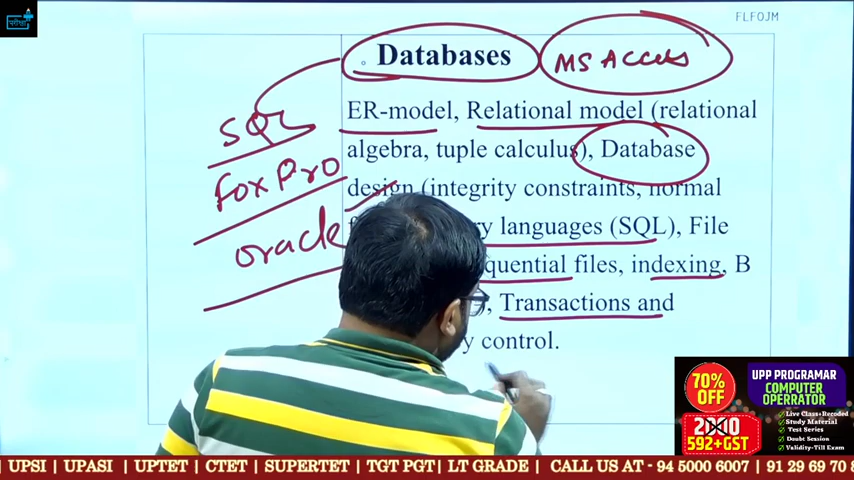 परीक्षा
FLFOJM
Databases
MS Access
ER-model, Relational model (relational
algebra, tuple calculus), Database
design (integrity constraints, normal
languages (SQL), File
quential files, indexing, B
, Transactions and
y control.
SQL
FoxPro
oracle
70%
OFF
2000
592+GST
UPP PROGRAMAR
COMPUTER
OPERRATOR
Live Class+Recoded
Study Material
Test Series
Doubt Session
Validity-Till Exam
| UPSI | UPASI | UPTET | CTET | SUPERTET | TGT PGT| LT GRADE | CALL US AT - 94 5000 6007 | 91 29 69 70 8